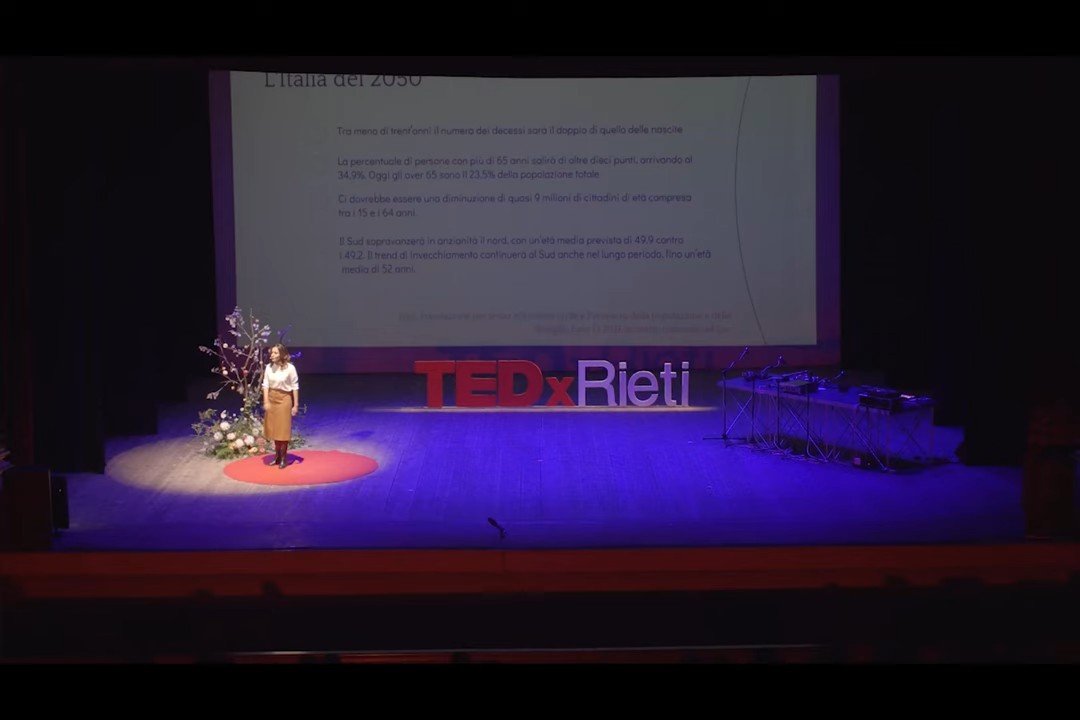 L'Italia del 2050
Tra meno di trent'anni il numero dei decessi sarà il doppio di quello delle nascite
La percentuale di persone con più di 65 anni salirà di oltre dieci punti, arrivando al
34,9%. Oggi gli over 65 sono il 23,5% della popolazione totale
Ci dovrebbe essere una diminuzione di quasi 9 milioni di cittadini di età compresa
tra i 15 e i 64 anni.
Il Sud sopravanzerà in anzianità il nord, con un'età media prevista di 49,9 contro
i 49,2. Il trend di invecchiamento continuerà al Sud anche nel lungo periodo, fino un'età
media di 52 anni.
TEDxRieti